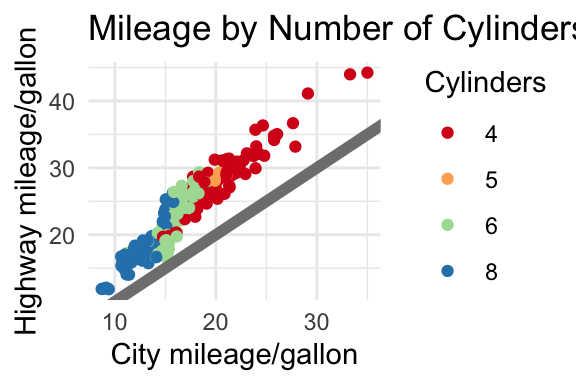 Mileage by Number of Cylinders
Highway mileage/gallon
40
30
20
10
20
30
City mileage/gallon
Cylinders
4
5
6
8